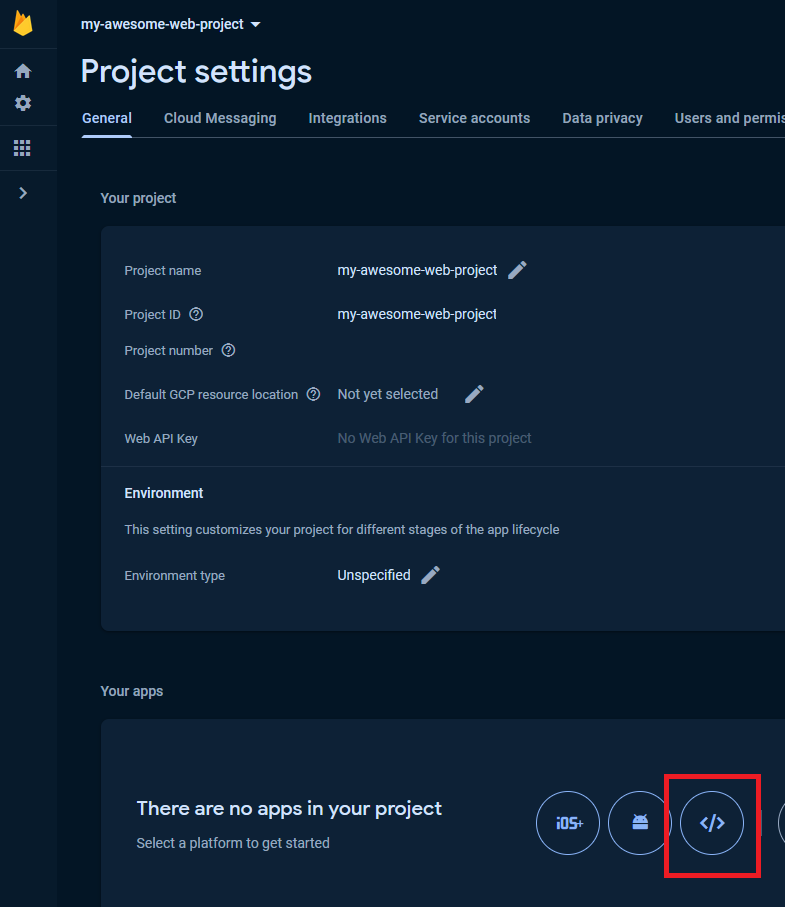 my-awesome-web-project
Project settings
General Cloud Messaging Integrations Service accounts Data privacy Users and permis
Your project
Project name my-awesome-web-project
Project ID my-awesome-web-project
Project number
Default GCP resource location Not yet selected
Web API Key No Web API Key for this project
Environment
This setting customizes your project for different stages of the app lifecycle
Environment type Unspecified
Your apps
There are no apps in your project
Select a platform to get started
iOS+ </>